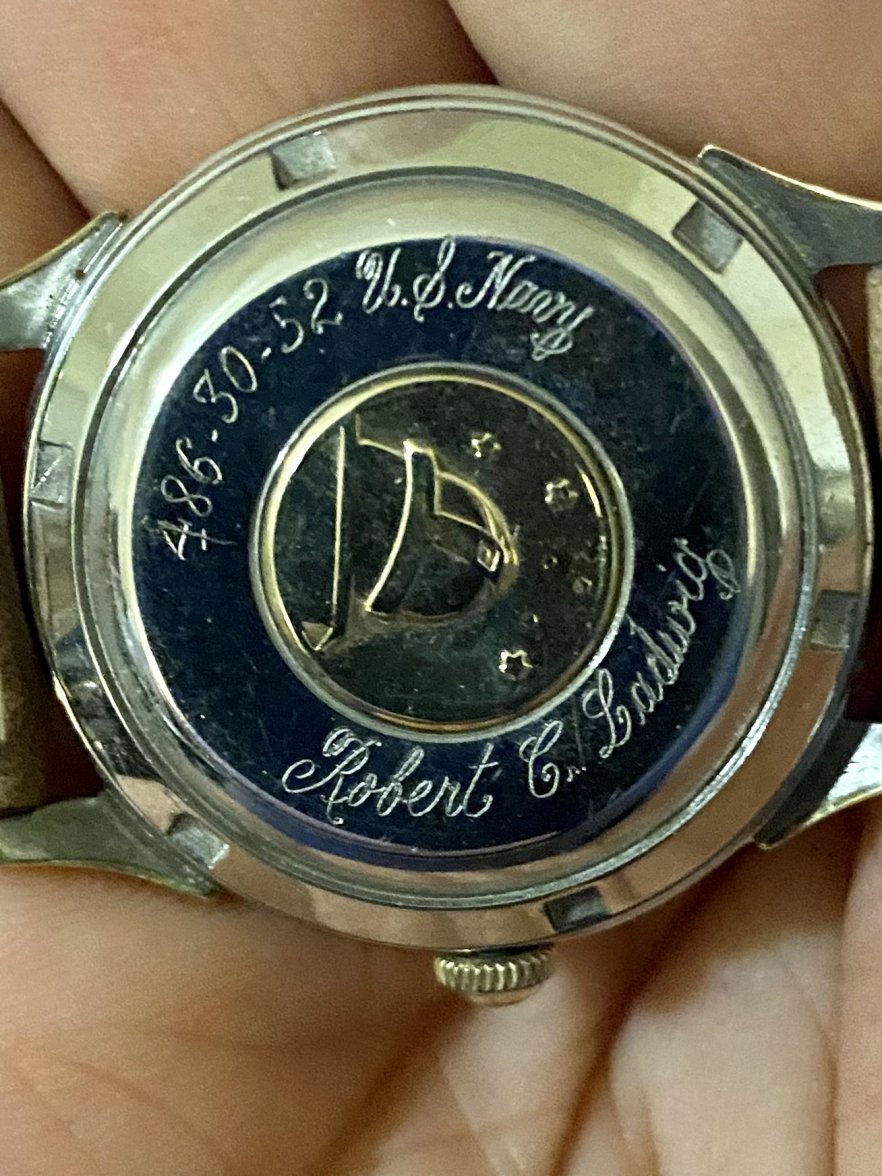 486-30-52 U.S. Navy
Robert C. Ladwig